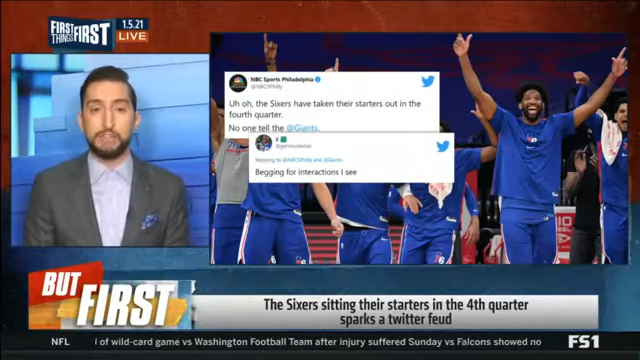 FIRST
THINGS FIRST
1.5.21
LIVE
NBC Sports Philadelphia
@NBCSPhilly
Uh oh, the Sixers have taken their starters out in the
fourth quarter.
No one tell the @Giants.
Replying to @NBCSPhilly and @Giants
Begging for interactions I see
BUT
FIRST
The Sixers sitting their starters in the 4th quarter
sparks a twitter feud
NFL
l of wild-card game vs Washington Football Team after injury suffered Sunday vs Falcons showed no
FS1